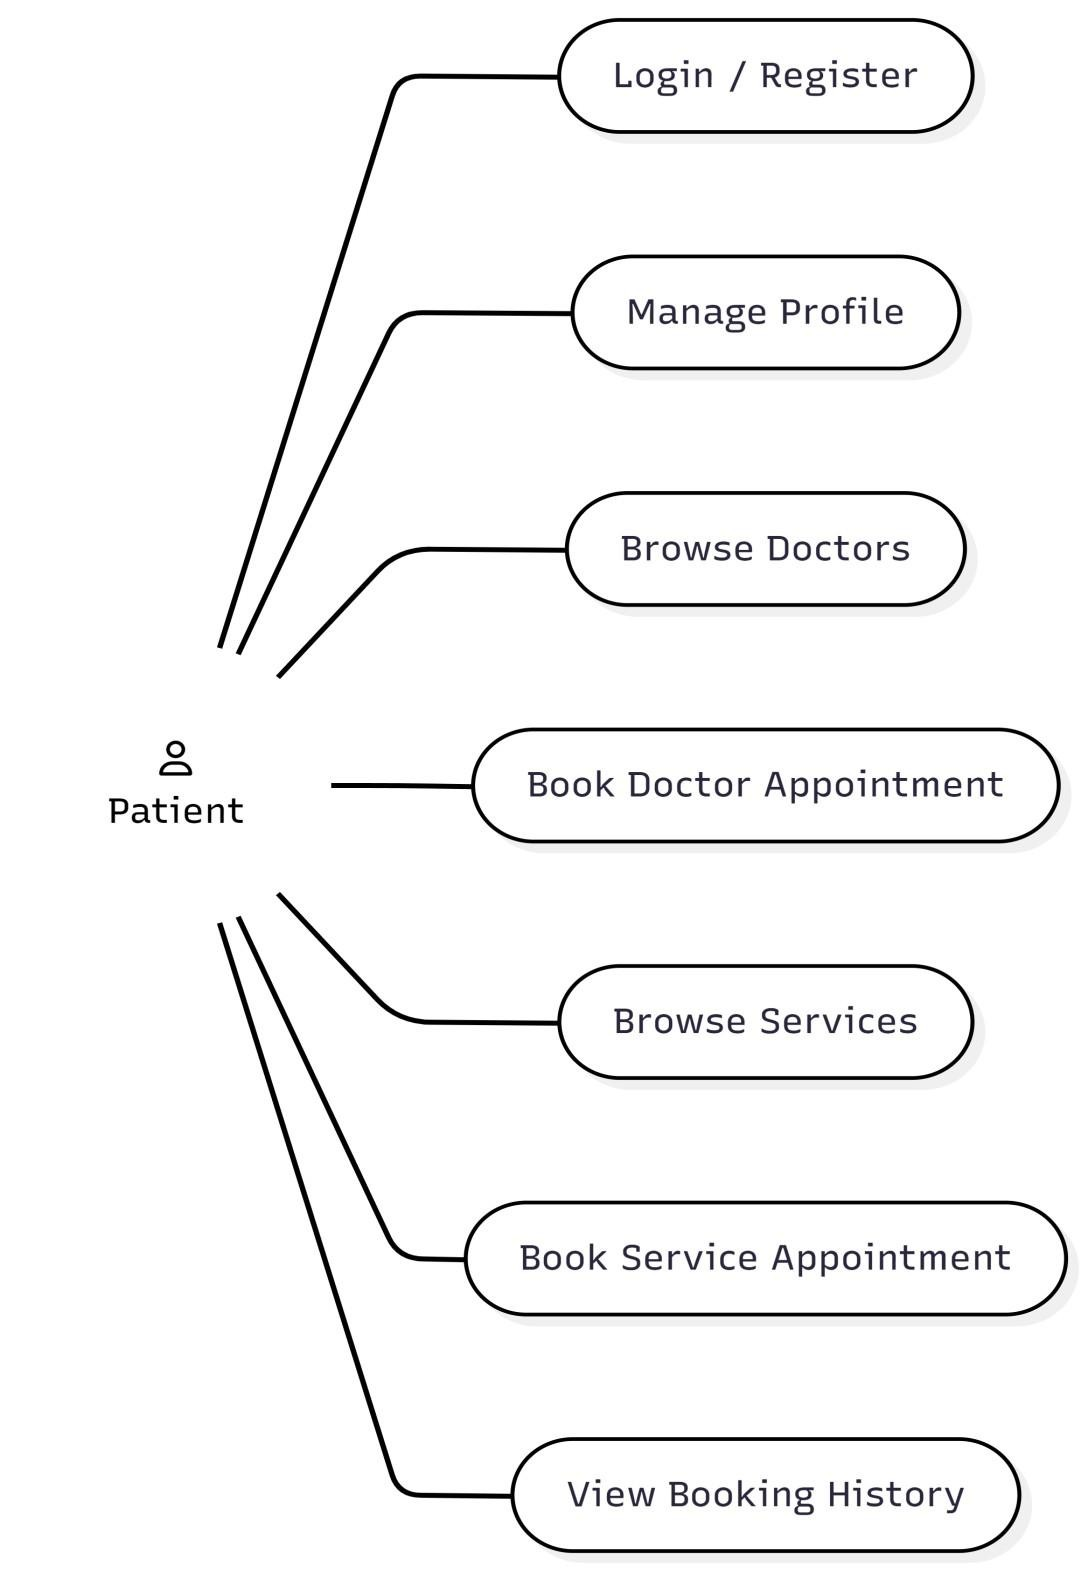 Login / Register
Manage Profile
Browse Doctors
Book Doctor Appointment
Patient
Browse Services
Book Service Appointment
View Booking History